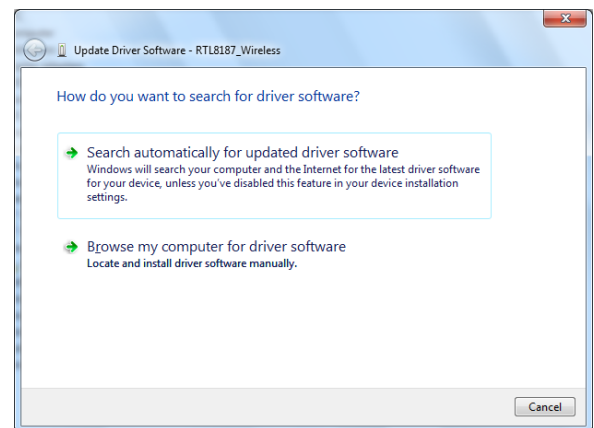 Update Driver Software - RTL8187_Wireless
How do you want to search for driver software?
Search automatically for updated driver software
Windows will search your computer and the Internet for the latest driver software
for your device, unless you've disabled this feature in your device installation
settings.
Browse my computer for driver software
Locate and install driver software manually.
Cancel